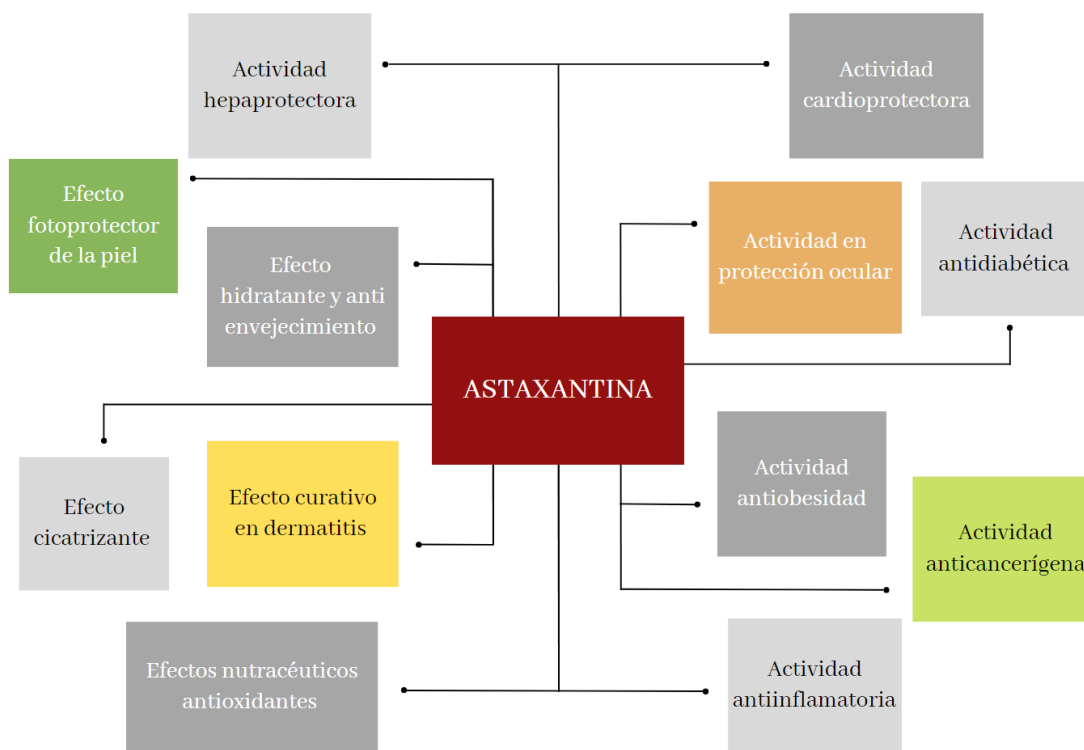 Actividad
hepaprotectora
Actividad
cardioprotectora
Efecto
fotoprotector
de la piel
Efecto
hidratante y anti
envejecimiento
Actividad en
protección ocular
Actividad
antidiabética
ASTAXANTINA
Efecto
cicatrizante
Efecto curativo
en dermatitis
Actividad
antiobesidad
Actividad
anticancerígena
Efectos nutracéuticos
antioxidantes
Actividad
antiinflamatoria